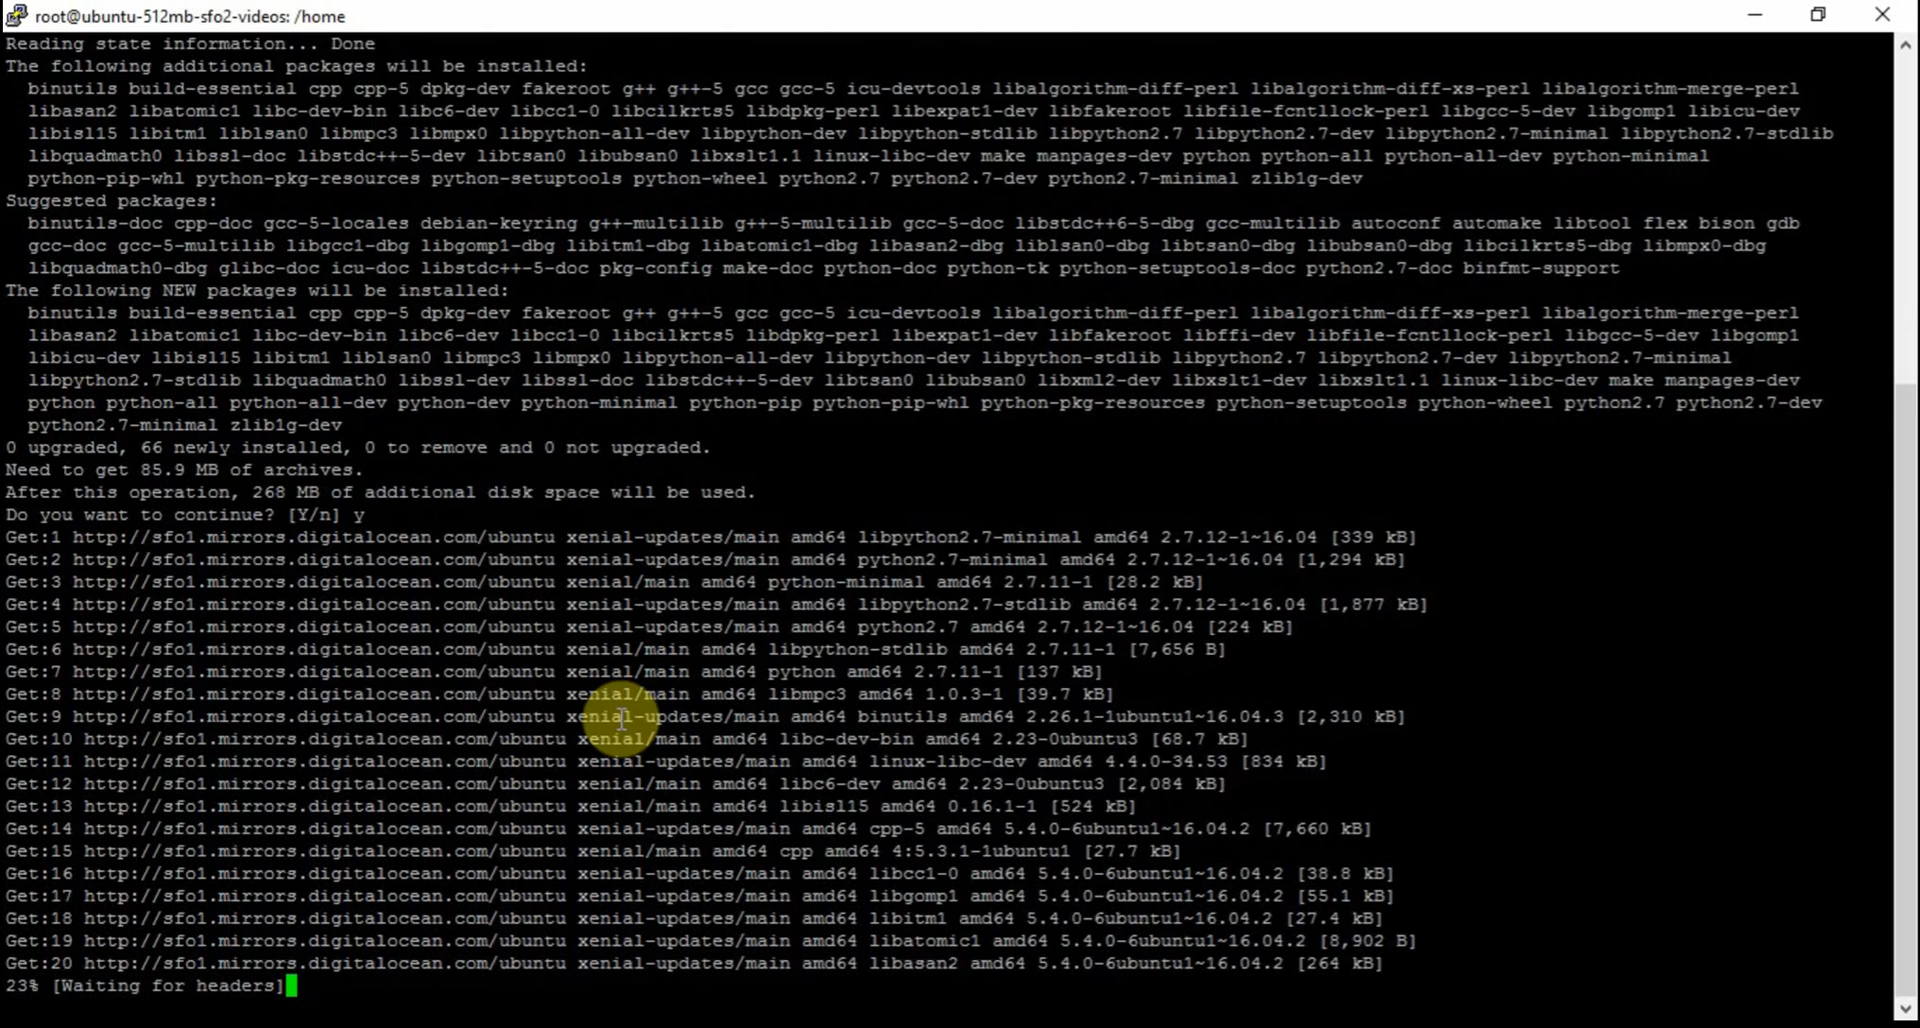 root@ubuntu-512mb-sfo2-videos: /home
Reading state information... Done
The following additional packages will be installed:
binutils build-essential cpp cpp-5 dpkg-dev fakeroot g++ g++-5 gcc gcc-5 icu-devtools libalgorithm-diff-perl libalgorithm-diff-xs-perl libalgorithm-merge-perl
libasan2 libatomic1 libc-dev-bin libc6-dev libcc1-0 libcilkrts5 libdpkg-perl libexpat1-dev libfakeroot libfile-fcntllock-perl libgcc-5-dev libgomp1 libicu-dev
libisl15 libitm1 liblsan0 libmpc3 libmpx0 libpython-all-dev libpython-dev libpython-stdlib libpython2.7 libpython2.7-dev libpython2.7-minimal libpython2.7-stdlib
libquadmath0 libssl-doc libstdc++-5-dev libtsan0 libubsan0 libxslt1.1 linux-libc-dev make manpages-dev python python-all python-all-dev python-minimal
python-pip-whl python-pkg-resources python-setuptools python-wheel python2.7 python2.7-dev python2.7-minimal zlib1g-dev
Suggested packages:
binutils-doc cpp-doc gcc-5-locales debian-keyring g++-multilib g++-5-multilib gcc-5-doc libstdc++6-5-dbg gcc-multilib autoconf automake libtool flex bison gdb
gcc-doc gcc-5-multilib libgcc1-dbg libgomp1-dbg libitm1-dbg libatomic1-dbg libasan2-dbg liblsan0-dbg libtsan0-dbg libubsan0-dbg libcilkrts5-dbg libmpx0-dbg
libquadmath0-dbg glibc-doc icu-doc libstdc++-5-doc pkg-config make-doc python-doc python-tk python-setuptools-doc python2.7-doc binfmt-support
The following NEW packages will be installed:
binutils build-essential cpp cpp-5 dpkg-dev fakeroot g++ g++-5 gcc gcc-5 icu-devtools libalgorithm-diff-perl libalgorithm-diff-xs-perl libalgorithm-merge-perl
libasan2 libatomic1 libc-dev-bin libc6-dev libcc1-0 libcilkrts5 libdpkg-perl libexpat1-dev libfakeroot libffi-dev libfile-fcntllock-perl libgcc-5-dev libgomp1
libicu-dev libisl15 libitm1 liblsan0 libmpc3 libmpx0 libpython-all-dev libpython-dev libpython-stdlib libpython2.7 libpython2.7-dev libpython2.7-minimal
libpython2.7-stdlib libquadmath0 libssl-dev libssl-doc libstdc++-5-dev libtsan0 libubsan0 libxml2-dev libxslt1-dev libxslt1.1 linux-libc-dev make manpages-dev
python python-all python-all-dev python-dev python-minimal python-pip python-pip-whl python-pkg-resources python-setuptools python-wheel python2.7 python2.7-dev
python2.7-minimal zlib1g-dev
0 upgraded, 66 newly installed, 0 to remove and 0 not upgraded.
Need to get 85.9 MB of archives.
After this operation, 268 MB of additional disk space will be used.
Do you want to continue? [Y/n] y
Get:1 http://sfo1.mirrors.digitalocean.com/ubuntu xenial-updates/main amd64 libpython2.7-minimal amd64 2.7.12-1~16.04 [339 kB]
Get:2 http://sfo1.mirrors.digitalocean.com/ubuntu xenial-updates/main amd64 python2.7-minimal amd64 2.7.12-1~16.04 [1,294 kB]
Get:3 http://sfo1.mirrors.digitalocean.com/ubuntu xenial/main amd64 python-minimal amd64 2.7.11-1 [28.2 kB]
Get:4 http://sfo1.mirrors.digitalocean.com/ubuntu xenial-updates/main amd64 libpython2.7-stdlib amd64 2.7.12-1~16.04 [1,877 kB]
Get:5 http://sfo1.mirrors.digitalocean.com/ubuntu xenial-updates/main amd64 python2.7 amd64 2.7.12-1~16.04 [224 kB]
Get:6 http://sfo1.mirrors.digitalocean.com/ubuntu xenial/main amd64 libpython-stdlib amd64 2.7.11-1 [7,656 B]
Get:7 http://sfo1.mirrors.digitalocean.com/ubuntu xenial/main amd64 python amd64 2.7.11-1 [137 kB]
Get:8 http://sfo1.mirrors.digitalocean.com/ubuntu xenial/main amd64 libmpc3 amd64 1.0.3-1 [39.7 kB]
Get:9 http://sfo1.mirrors.digitalocean.com/ubuntu xenial-updates/main amd64 binutils amd64 2.26.1-1ubuntu1~16.04.3 [2,310 kB]
Get:10 http://sfo1.mirrors.digitalocean.com/ubuntu xenial/main amd64 libc-dev-bin amd64 2.23-0ubuntu3 [68.7 kB]
Get:11 http://sfo1.mirrors.digitalocean.com/ubuntu xenial-updates/main amd64 linux-libc-dev amd64 4.4.0-34.53 [834 kB]
Get:12 http://sfo1.mirrors.digitalocean.com/ubuntu xenial/main amd64 libc6-dev amd64 2.23-0ubuntu3 [2,084 kB]
Get:13 http://sfo1.mirrors.digitalocean.com/ubuntu xenial/main amd64 libisl15 amd64 0.16.1-1 [524 kB]
Get:14 http://sfo1.mirrors.digitalocean.com/ubuntu xenial-updates/main amd64 cpp-5 amd64 5.4.0-6ubuntu1~16.04.2 [7,660 kB]
Get:15 http://sfo1.mirrors.digitalocean.com/ubuntu xenial/main amd64 cpp amd64 4:5.3.1-1ubuntu1 [27.7 kB]
Get:16 http://sfo1.mirrors.digitalocean.com/ubuntu xenial-updates/main amd64 libcc1-0 amd64 5.4.0-6ubuntu1~16.04.2 [38.8 kB]
Get:17 http://sfo1.mirrors.digitalocean.com/ubuntu xenial-updates/main amd64 libgomp1 amd64 5.4.0-6ubuntu1~16.04.2 [55.1 kB]
Get:18 http://sfo1.mirrors.digitalocean.com/ubuntu xenial-updates/main amd64 libitm1 amd64 5.4.0-6ubuntu1~16.04.2 [27.4 kB]
Get:19 http://sfo1.mirrors.digitalocean.com/ubuntu xenial-updates/main amd64 libatomic1 amd64 5.4.0-6ubuntu1~16.04.2 [8,902 B]
Get:20 http://sfo1.mirrors.digitalocean.com/ubuntu xenial-updates/main amd64 libasan2 amd64 5.4.0-6ubuntu1~16.04.2 [264 kB]
23% [Waiting for headers]